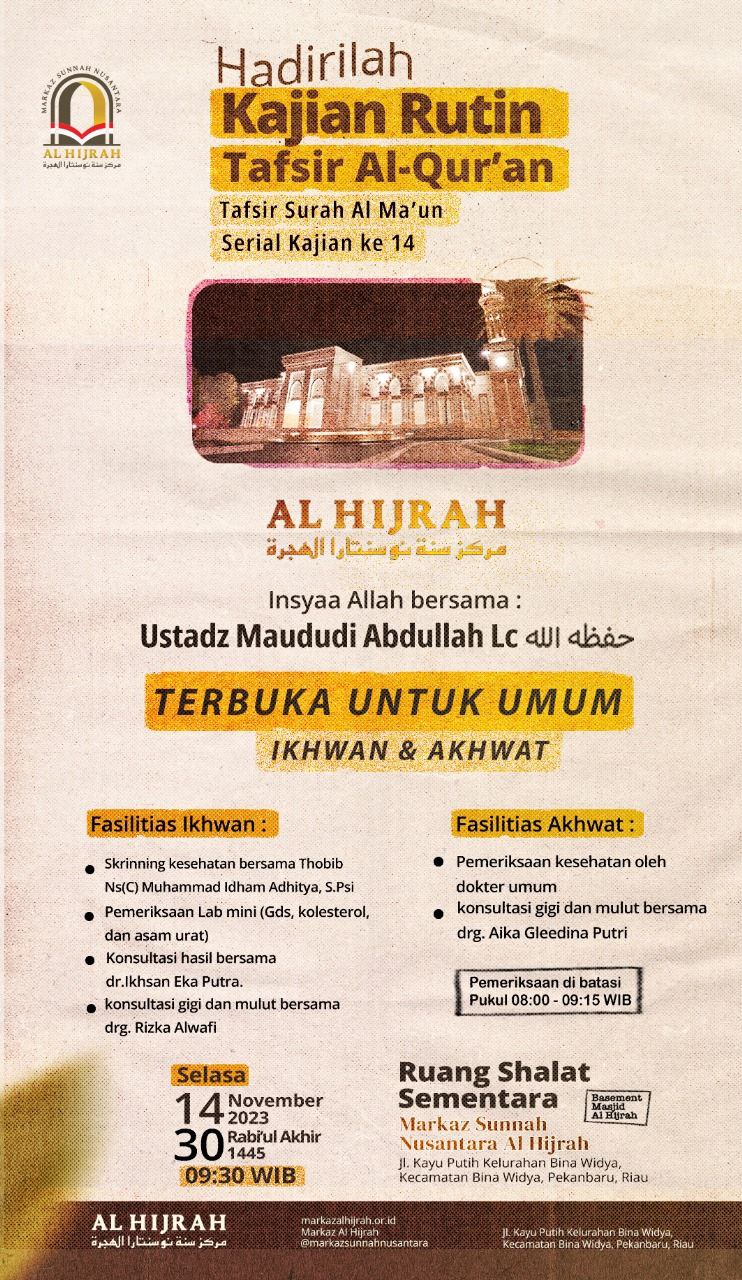 MARKAZ SUNNAH NUSANTARA
AL HIJRAH
مركز سنة نوسنتارا الهجرة
Hadirilah
Kajian Rutin
Tafsir Al-Qur'an
Tafsir Surah Al Ma'un
Serial Kajian ke 14
AL HIJRAH
مركز سنة نوسنتارا الهجرة
Insyaa Allah bersama :
Ustadz Maududi Abdullah Lc حفظه الله
TERBUKA UNTUK UMUM
IKHWAN & AKHWAT
Fasilitias Ikhwan :
Skrinning kesehatan bersama Thobib
Ns(C) Muhammad Idham Adhitya, S.Psi
Pemeriksaan Lab mini (Gds, kolesterol,
dan asam urat)
Konsultasi hasil bersama
dr.Ikhsan Eka Putra.
konsultasi gigi dan mulut bersama
drg. Rizka Alwafi
Fasilitias Akhwat :
Pemeriksaan kesehatan oleh
dokter umum
konsultasi gigi dan mulut bersama
drg. Aika Gleedina Putri
Pemeriksaan di batasi
Pukul 08:00 - 09:15 WIB
Selasa
14 November
2023
30 Rabi'ul Akhir
1445
09:30 WIB
Ruang Shalat
Sementara
Basement
Masjid
Al Hijrah
Markaz Sunnah
Nusantara Al Hijrah
Jl. Kayu Putih Kelurahan Bina Widya,
Kecamatan Bina Widya, Pekanbaru, Riau
AL HIJRAH
مركز سنة نوسنتارا الهجرة
markazalhijrah.or.id
Markaz Al Hijrah
@markazsunnahnusantara
Jl. Kayu Putih Kelurahan Bina Widya,
Kecamatan Bina Widya, Pekanbaru, Riau